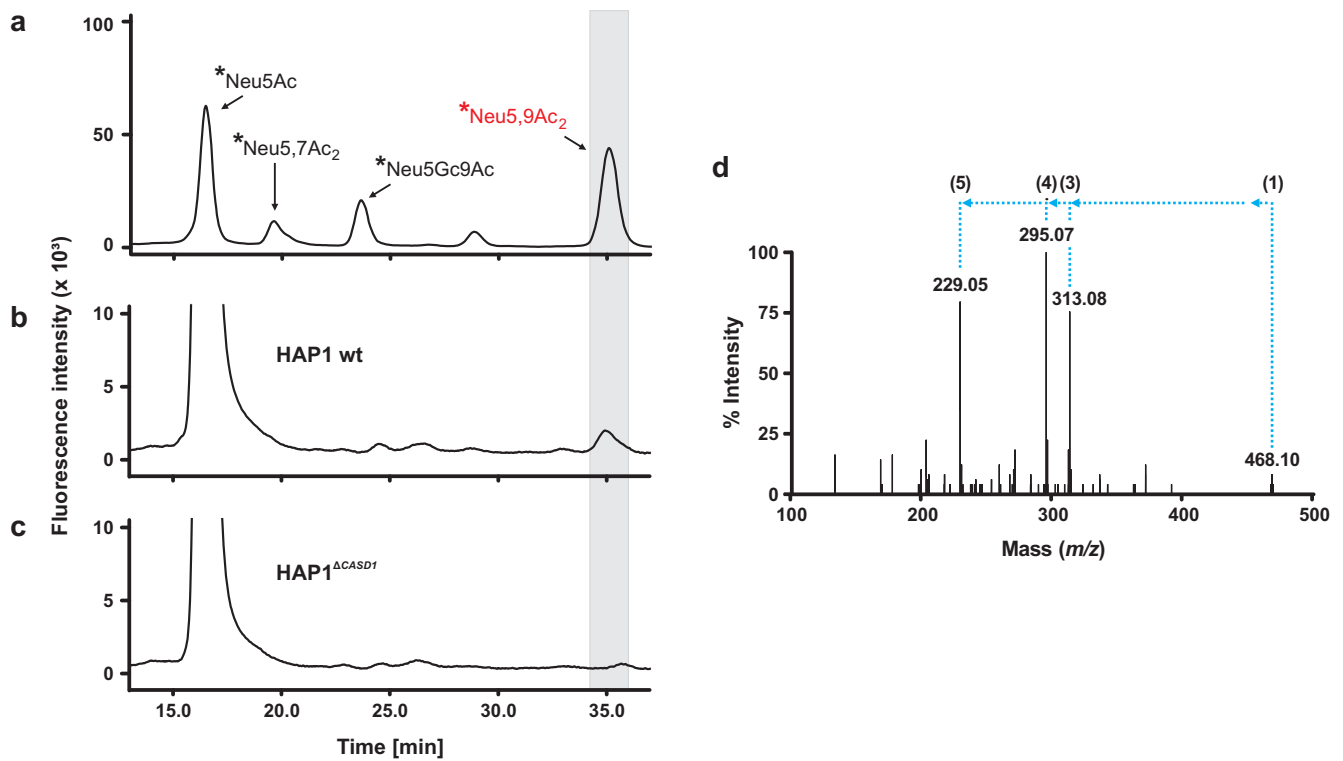 a
100
50
0
*Neu5Ac
*Neu5,7Ac₂
*Neu5Gc9Ac
*Neu5,9Ac₂
b
10
5
0
HAP1 wt
c
10
5
0
HAP1ΔCASD1
Fluorescence intensity (x 10³)
15.0 20.0 25.0 30.0 35.0
Time [min]
d
(5) (4) (3) (1)
295.07
229.05
313.08
468.10
100
75
50
25
0
% Intensity
100 200 300 400 500
Mass (m/z)